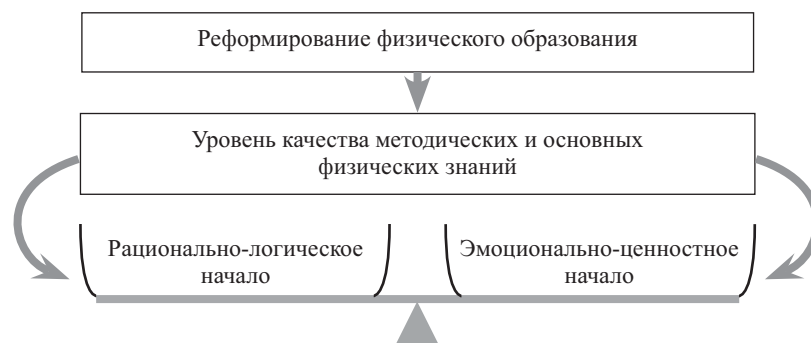 Реформирование физического образования
Уровень качества методических и основных
физических знаний
Рационально-логическое
начало
Эмоционально-ценностное
начало